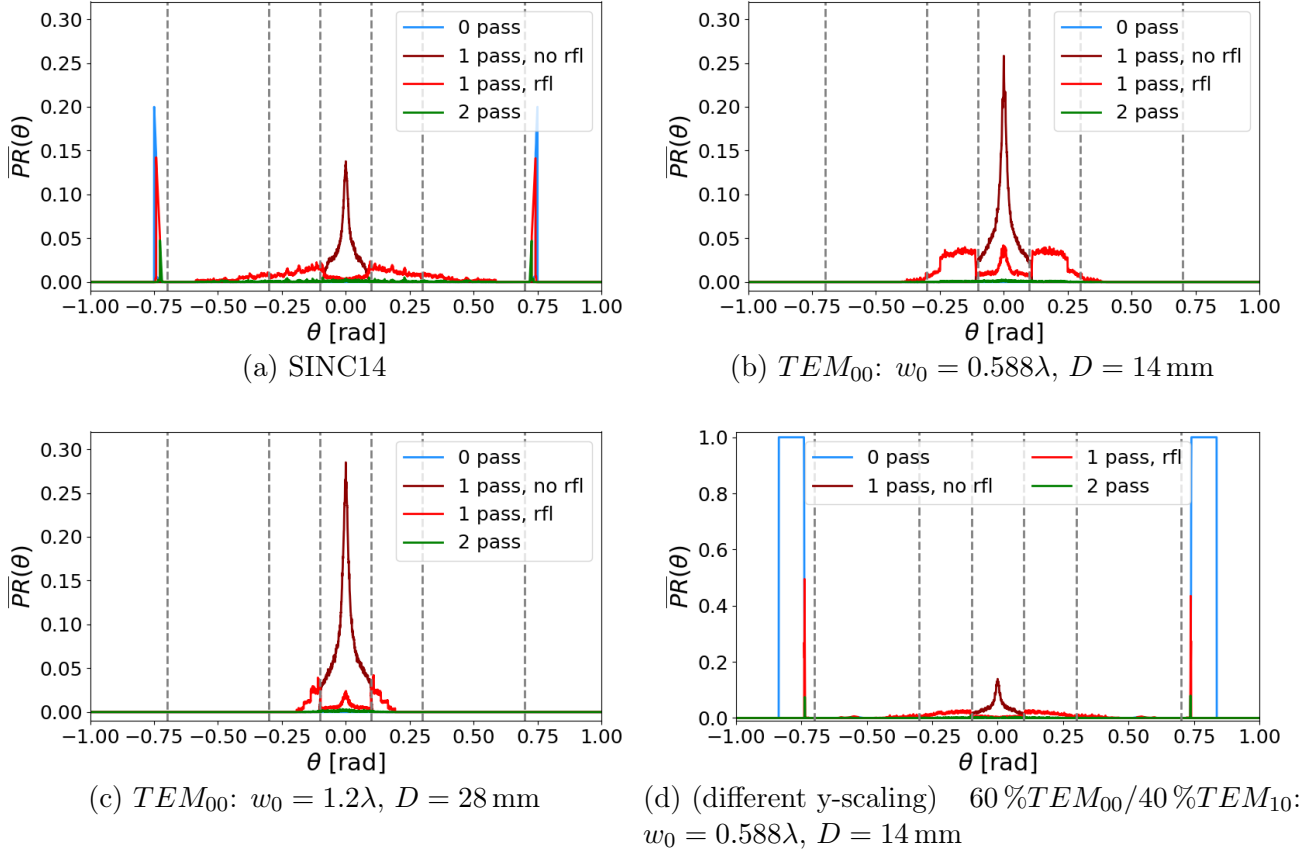 0.30
0.25
0.20
0.15
0.10
0.05
0.00
PR(θ)
0 pass
1 pass, no rfl
1 pass, rfl
2 pass
−1.00 −0.75 −0.50 −0.25 0.00 0.25 0.50 0.75 1.00
θ [rad]
(a) SINC14
0.30
0.25
0.20
0.15
0.10
0.05
0.00
PR(θ)
0 pass
1 pass, no rfl
1 pass, rfl
2 pass
−1.00 −0.75 −0.50 −0.25 0.00 0.25 0.50 0.75 1.00
θ [rad]
(b) TEM₀₀: w₀ = 0.588λ, D = 14 mm
0.30
0.25
0.20
0.15
0.10
0.05
0.00
PR(θ)
0 pass
1 pass, no rfl
1 pass, rfl
2 pass
−1.00 −0.75 −0.50 −0.25 0.00 0.25 0.50 0.75 1.00
θ [rad]
(c) TEM₀₀: w₀ = 1.2λ, D = 28 mm
1.0
0.8
0.6
0.4
0.2
0.0
PR(θ)
0 pass 1 pass, rfl
1 pass, no rfl 2 pass
−1.00 −0.75 −0.50 −0.25 0.00 0.25 0.50 0.75 1.00
θ [rad]
(d) (different y-scaling) 60 %TEM₀₀/40 %TEM₁₀:
w₀ = 0.588λ, D = 14 mm